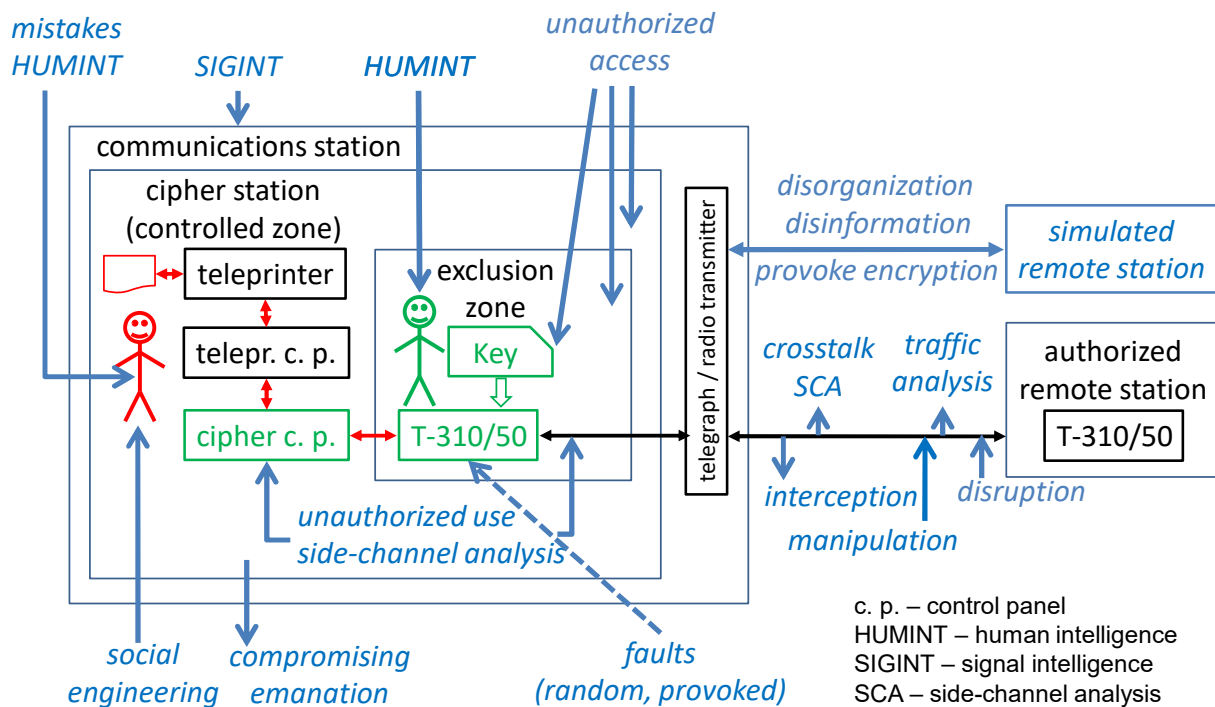 mistakes
HUMINT
SIGINT
HUMINT
unauthorized
access
communications station
cipher station
(controlled zone)
teleprinter
exclusion
zone
telepr. c. p.
Key
cipher c. p.
T-310/50
telegraph / radio transmitter
disorganization
disinformation
provoke encryption
simulated
remote station
crosstalk
SCA
traffic
analysis
authorized
remote station
T-310/50
interception
manipulation
disruption
unauthorized use
side-channel analysis
social
engineering
compromising
emanation
faults
(random, provoked)
c. p. – control panel
HUMINT – human intelligence
SIGINT – signal intelligence
SCA – side-channel analysis